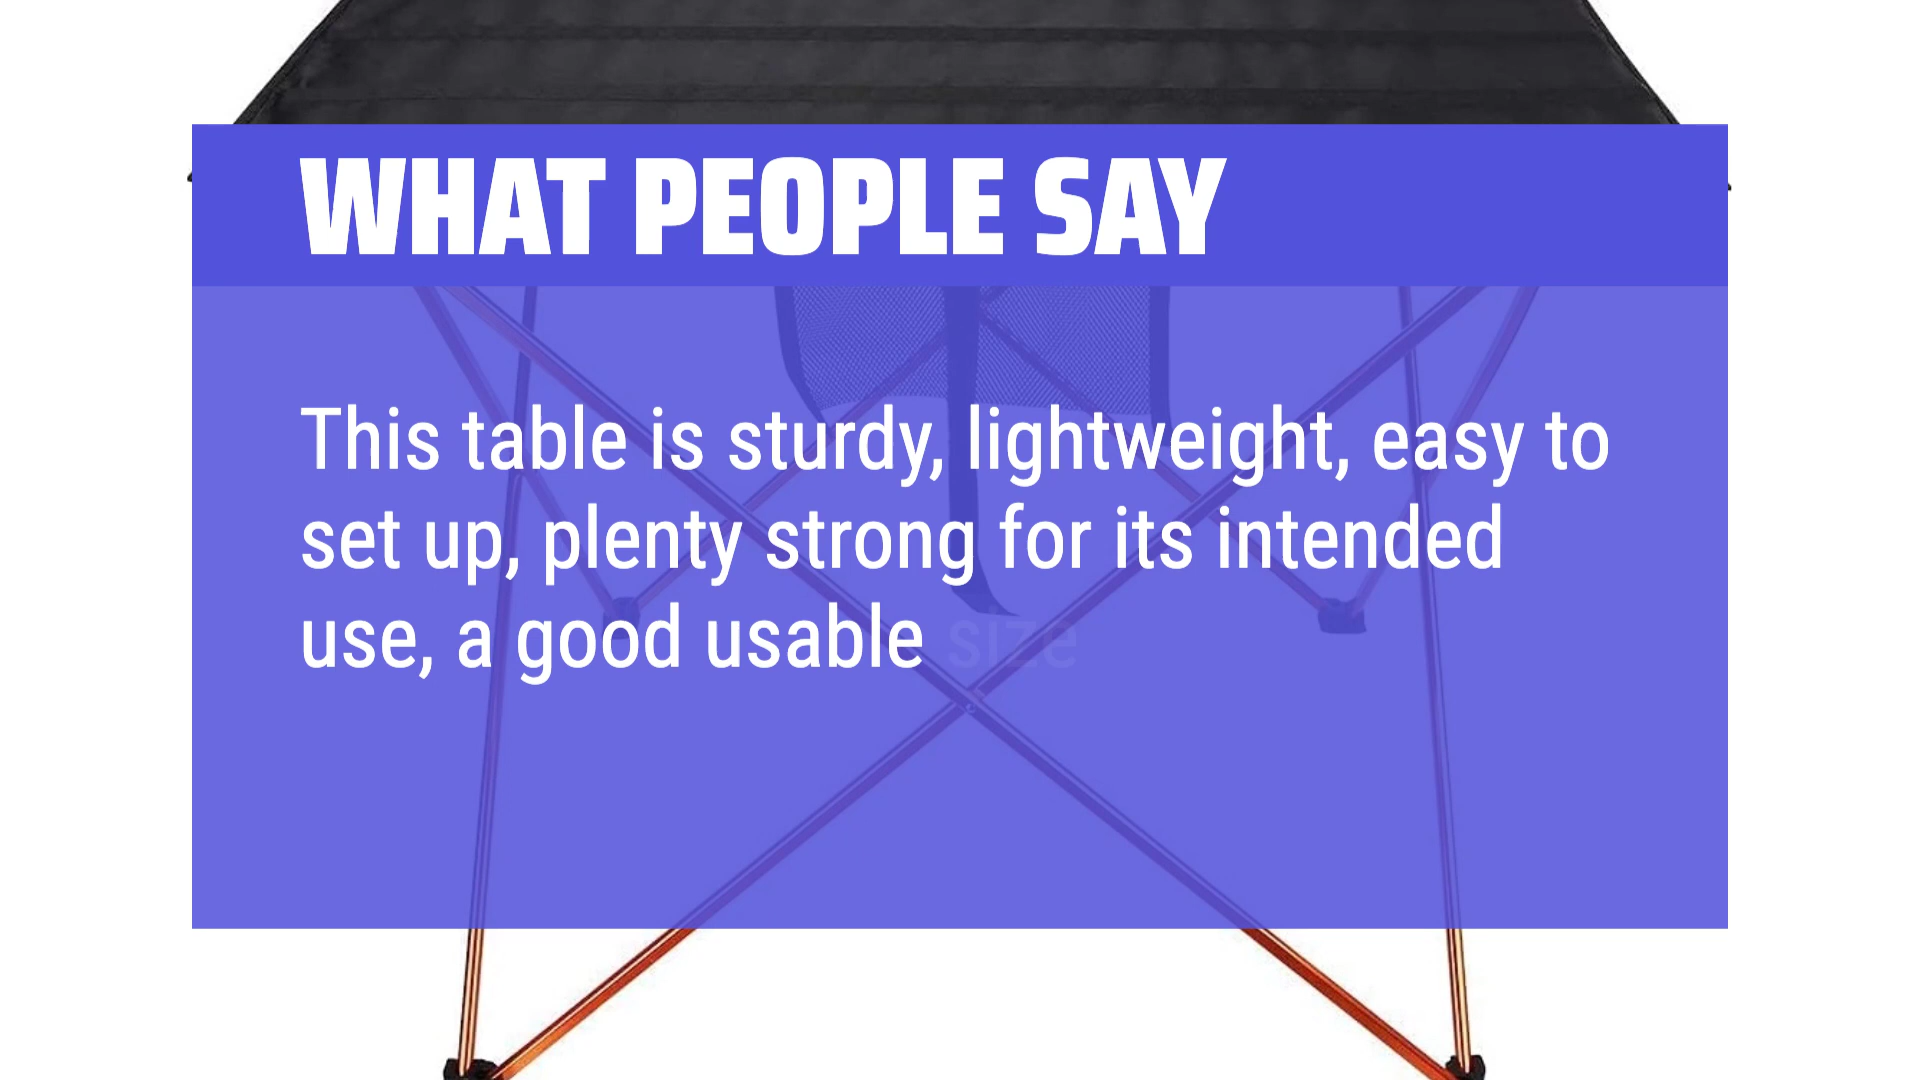 WHAT PEOPLE SAY
This table is sturdy, lightweight, easy to
set up, plenty strong for its intended
use, a good usable size